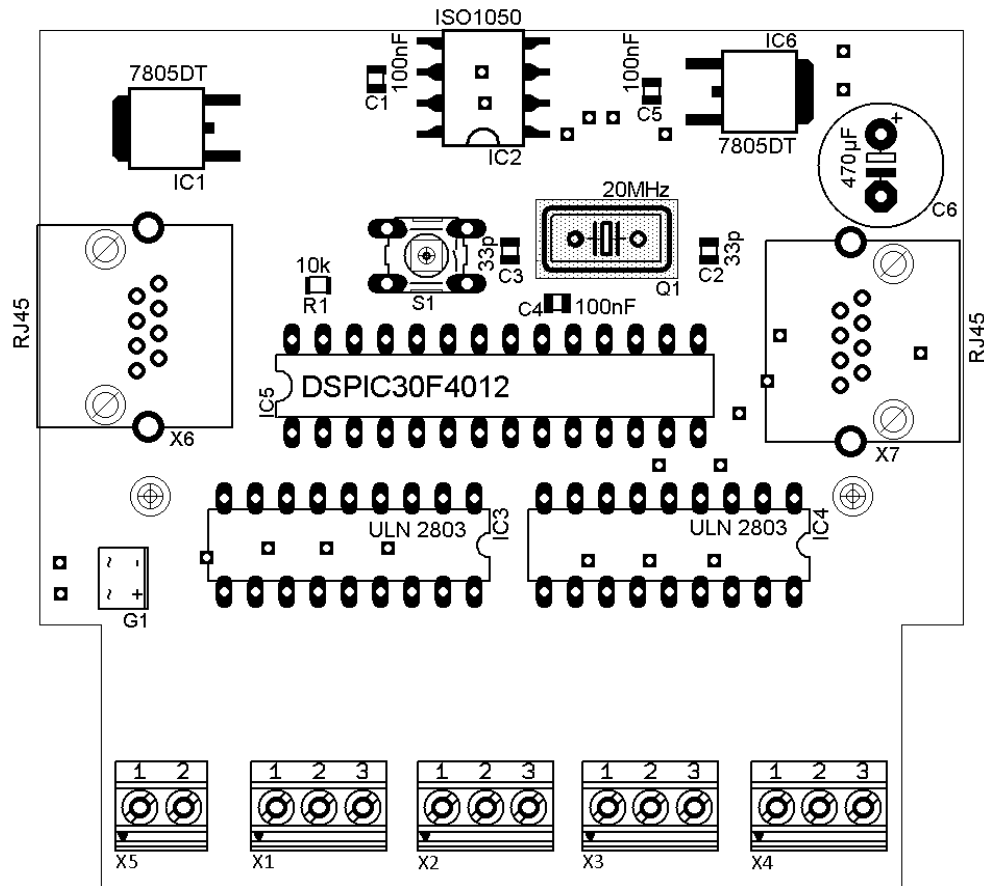 ISO1050
7805DT
100nF
C1
IC2
100nF
C5
IC6
7805DT
IC1
+
470µF
C6
20MHz
RJ45
10k
R1
S1
33p
C3
Q1
C2
33p
C4
100nF
RJ45
IC5
DSPIC30F4012
X6
X7
ULN 2803
IC3
ULN 2803
IC4
~ -
~ +
G1
1 2
1 2 3
1 2 3
1 2 3
1 2 3
X5
X1
X2
X3
X4